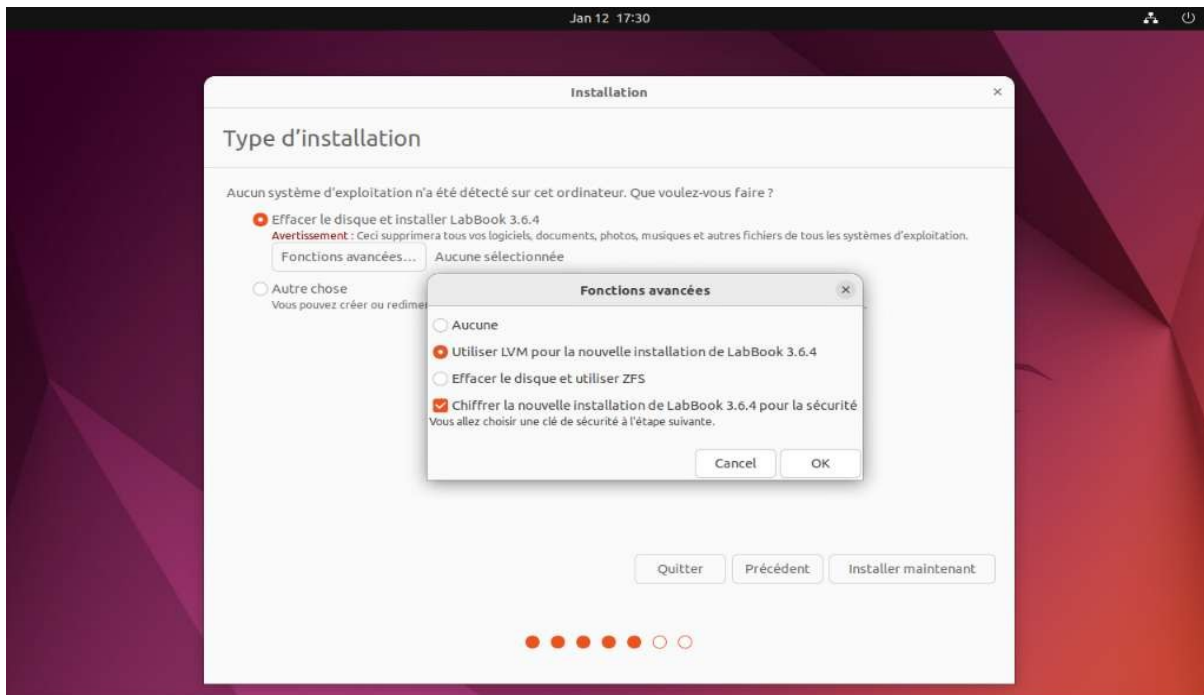 Jan 12 17:30
Installation
Type d'installation
Aucun système d'exploitation n'a été détecté sur cet ordinateur. Que voulez-vous faire ?
Effacer le disque et installer LabBook 3.6.4
Avertissement : Ceci supprimera tous vos logiciels, documents, photos, musiques et autres fichiers de tous les systèmes d'exploitation.
Fonctions avancées... Aucune sélectionnée
Autre chose
Vous pouvez créer ou redime
Fonctions avancées
Aucune
Utiliser LVM pour la nouvelle installation de LabBook 3.6.4
Effacer le disque et utiliser ZFS
Chiffrer la nouvelle installation de LabBook 3.6.4 pour la sécurité
Vous allez choisir une clé de sécurité à l'étape suivante.
Cancel OK
Quitter Précédent Installer maintenant